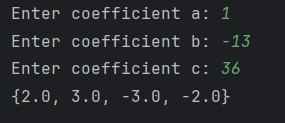 Enter coefficient a: 1
Enter coefficient b: -13
Enter coefficient c: 36
{2.0, 3.0, -3.0, -2.0}